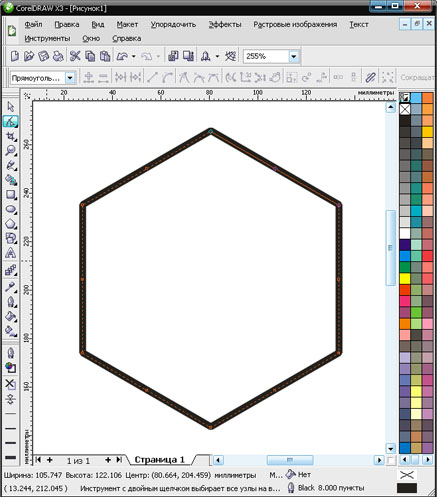 CorelDRAW X3 - [Рисунок1]
Файл Правка Вид Макет Упорядочить Эффекты Растровые изображения Текст
Инструменты Окно Справка
255%
Прямоуголь... Сокращат
20 40 60 80 100 120 миллиметры
260
240
220
200
180
160
миллиметры
1 из 1 Страница 1
Ширина: 105.747 Высота: 122.106 Центр: (80.664, 204.459) миллиметры М... Нет
(13.244, 212.045) Инструмент с двойным щелчком выбирает все узлы на в... Black 8.000 пункты